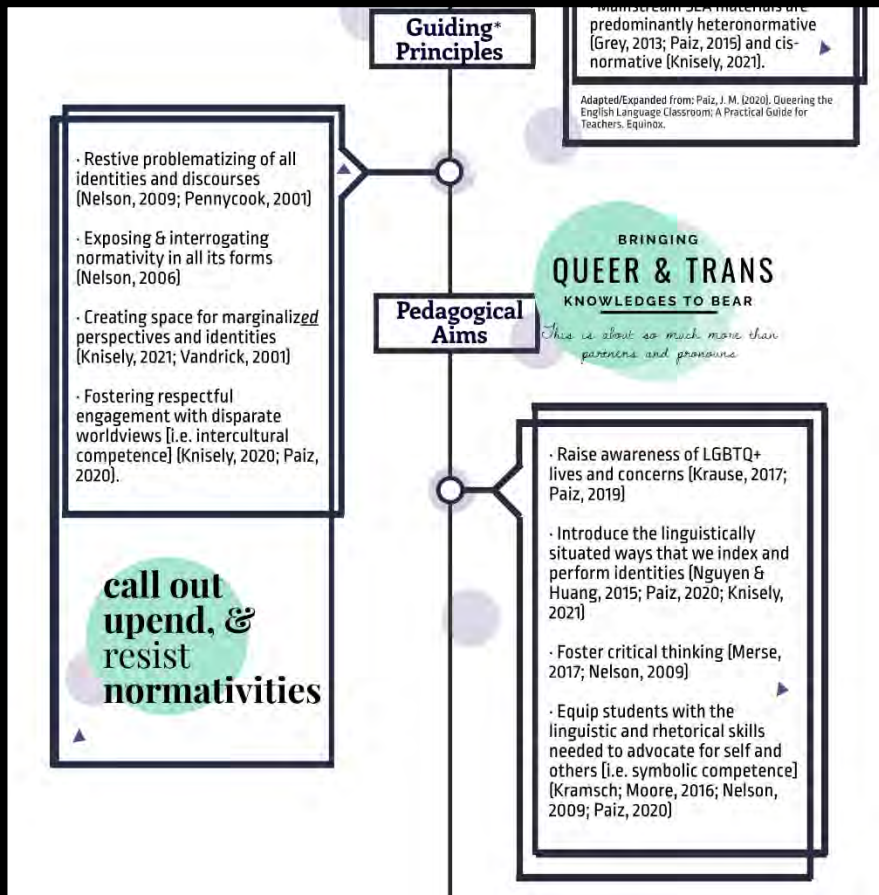 Guiding*
Principles
Mainstream SLA materials are
predominantly heteronormative
(Grey, 2013; Paiz, 2015) and cis-
normative (Knisely, 2021).
Adapted/Expanded from: Paiz, J. M. (2020). Queering the
English Language Classroom: A Practical Guide for
Teachers. Equinox.
· Restive problematizing of all
identities and discourses
(Nelson, 2009; Pennycook, 2001)
· Exposing & interrogating
normativity in all its forms
(Nelson, 2006)
· Creating space for marginalized
perspectives and identities
(Knisely, 2021; Vandrick, 2001)
· Fostering respectful
engagement with disparate
worldviews [i.e. intercultural
competence] (Knisely, 2020; Paiz,
2020).
call out
upend, &
resist
normativities
BRINGING
QUEER & TRANS
KNOWLEDGES TO BEAR
This is about so much more than
partners and pronouns
Pedagogical
Aims
· Raise awareness of LGBTQ+
lives and concerns (Krause, 2017;
Paiz, 2019)
· Introduce the linguistically
situated ways that we index and
perform identities (Nguyen &
Huang, 2015; Paiz, 2020; Knisely,
2021)
· Foster critical thinking (Merse,
2017; Nelson, 2009)
· Equip students with the
linguistic and rhetorical skills
needed to advocate for self and
others [i.e. symbolic competence]
(Kramsch; Moore, 2016; Nelson,
2009; Paiz, 2020)